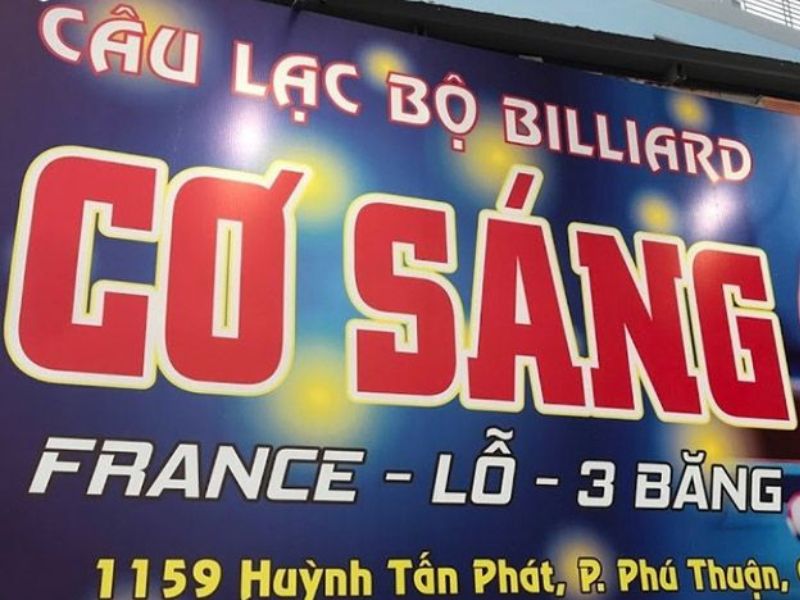 CÂU LẠC BỘ BILLIARD
CƠ SÁNG
FRANCE - LỖ - 3 BĂNG
1159 Huỳnh Tấn Phát, P. Phú Thuận,